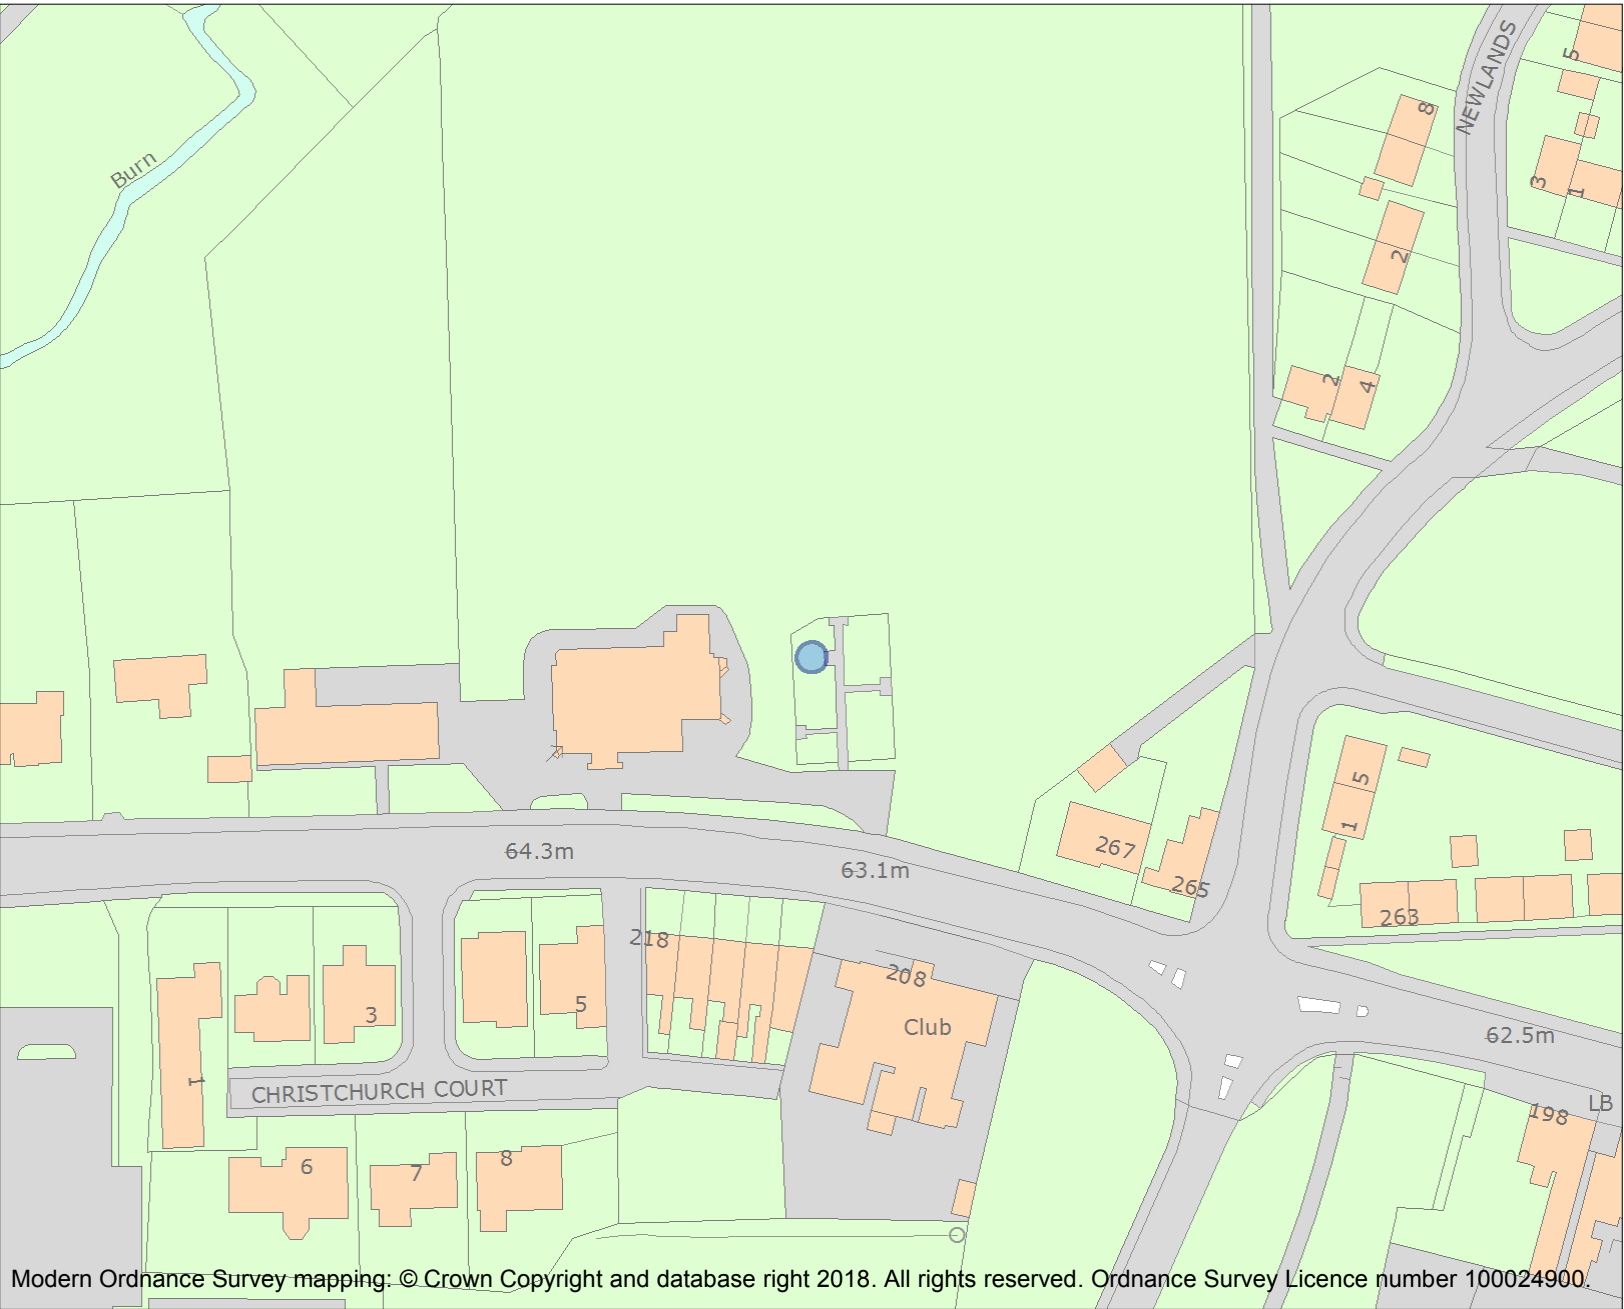 NEWLANDS
5
8
Burn
3
1
2
2
4
5
1
64.3m
267
63.1m
265
263
218
208
5
3
Club
62.5m
1
CHRISTCHURCH COURT
LB
198
6
7
8
Modern Ordnance Survey mapping: © Crown Copyright and database right 2018. All rights reserved. Ordnance Survey Licence number 100024900.